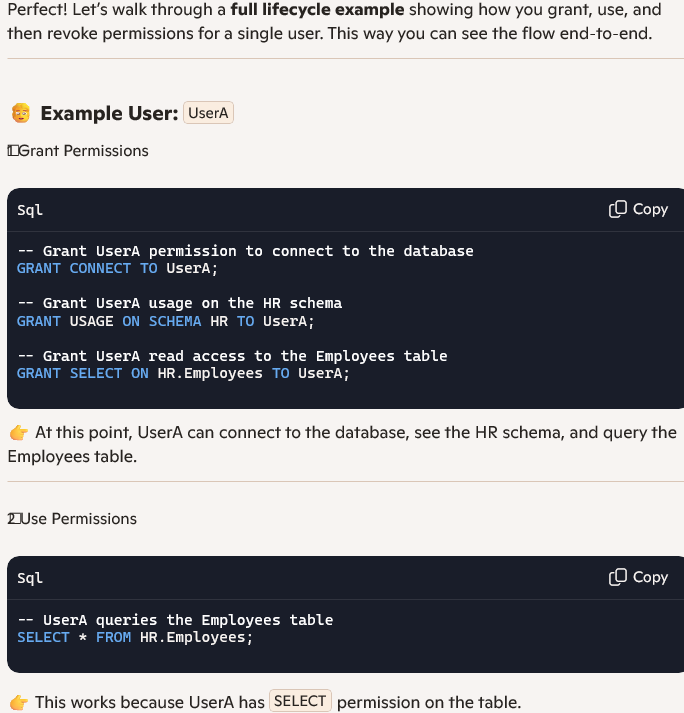 Perfect! Let's walk through a full lifecycle example showing how you grant, use, and
then revoke permissions for a single user. This way you can see the flow end-to-end.
Example User: UserA
1 Grant Permissions
Sql
Copy
-- Grant UserA permission to connect to the database
GRANT CONNECT TO UserA;
-- Grant UserA usage on the HR schema
GRANT USAGE ON SCHEMA HR TO UserA;
-- Grant UserA read access to the Employees table
GRANT SELECT ON HR.Employees TO UserA;
👉 At this point, UserA can connect to the database, see the HR schema, and query the
Employees table.
2 Use Permissions
Sql
Copy
-- UserA queries the Employees table
SELECT * FROM HR.Employees;
👉 This works because UserA has SELECT permission on the table.